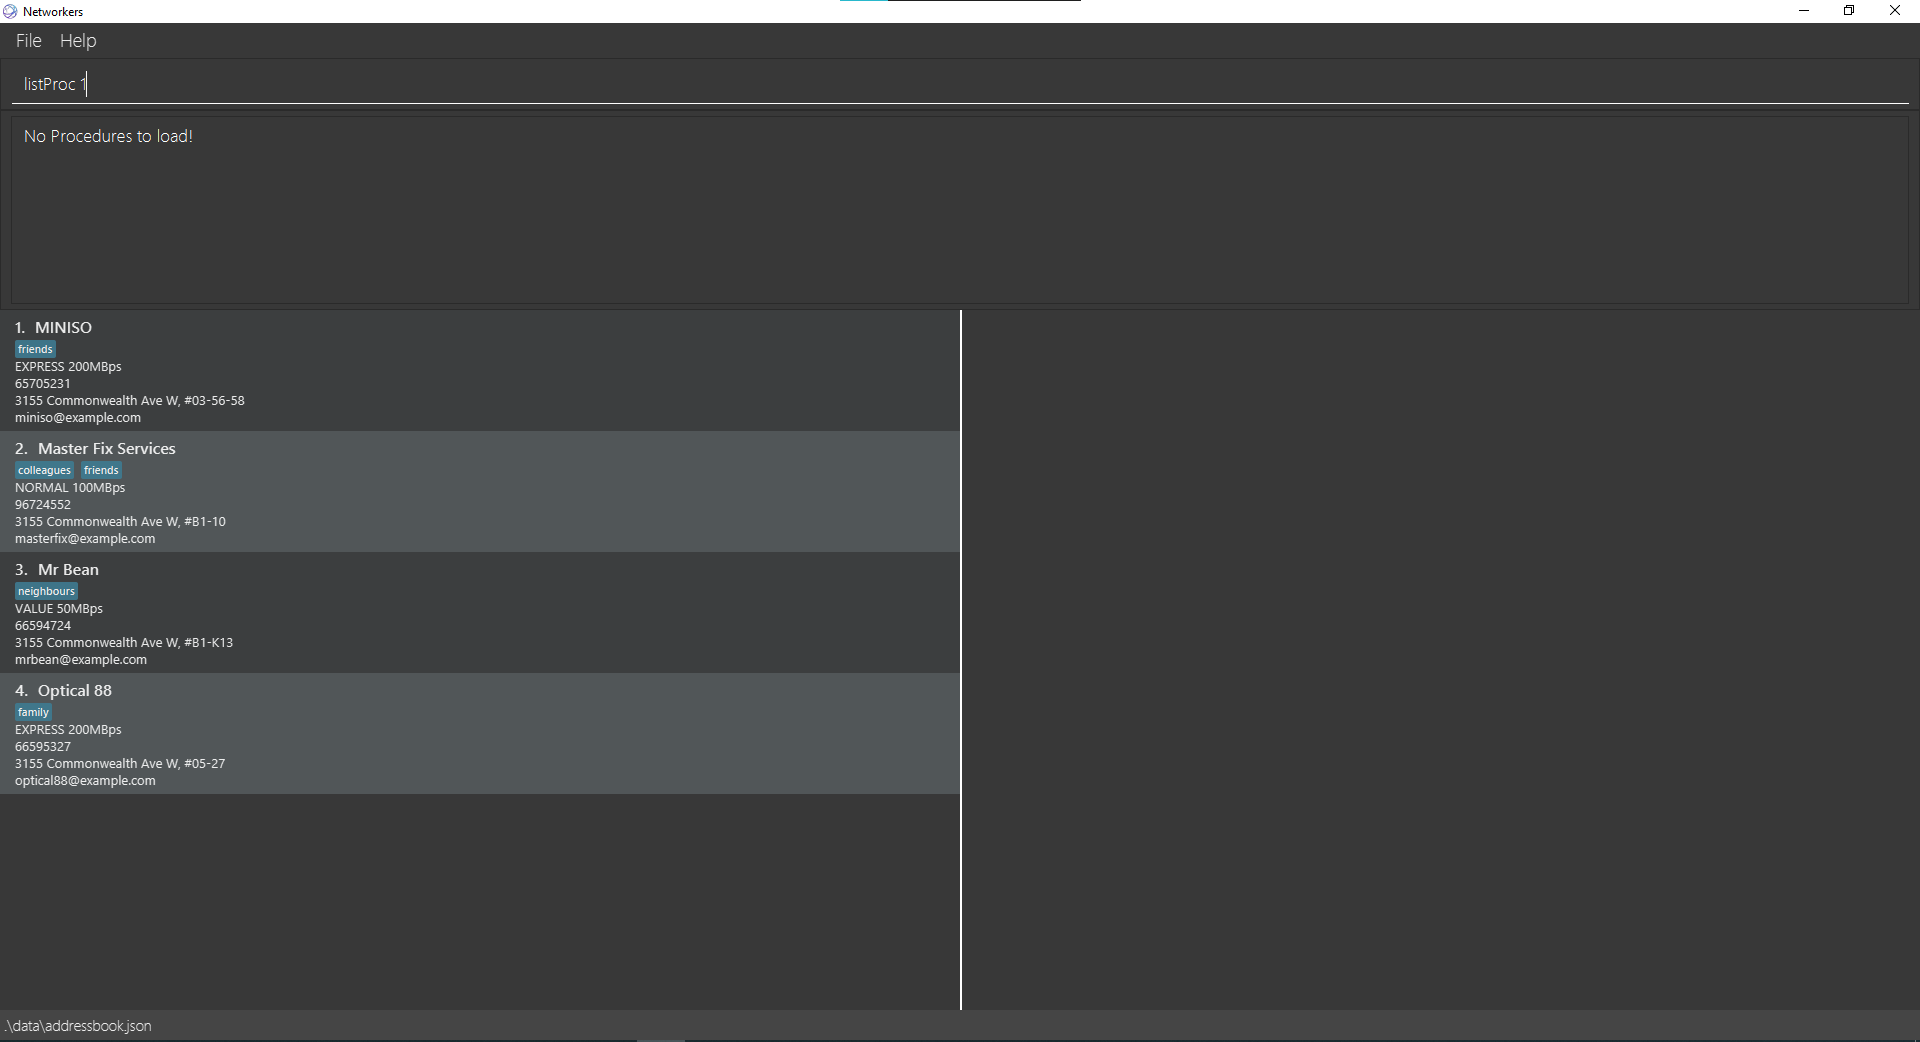 Networkers
File Help
listProc 1
No Procedures to load!
1. MINISO
friends
EXPRESS 200MBps
65705231
3155 Commonwealth Ave W, #03-56-58
miniso@example.com
2. Master Fix Services
colleagues friends
NORMAL 100MBps
96724552
3155 Commonwealth Ave W, #B1-10
masterfix@example.com
3. Mr Bean
neighbours
VALUE 50MBps
66594724
3155 Commonwealth Ave W, #B1-K13
mrbean@example.com
4. Optical 88
family
EXPRESS 200MBps
66595327
3155 Commonwealth Ave W, #05-27
optical88@example.com
.\data\addressbook.json